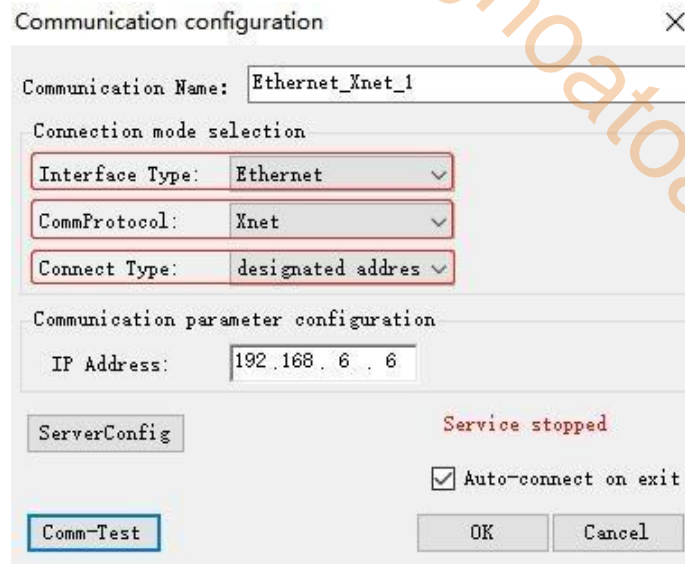 Communication configuration
Communication Name: Ethernet_Xnet_1
Connection mode selection
Interface Type: Ethernet
CommProtocol: Xnet
Connect Type: designated addres
Communication parameter configuration
IP Address: 192 .168 . 6 . 6
ServerConfig
Service stopped
Auto-connect on exit
Comm-Test
OK
Cancel